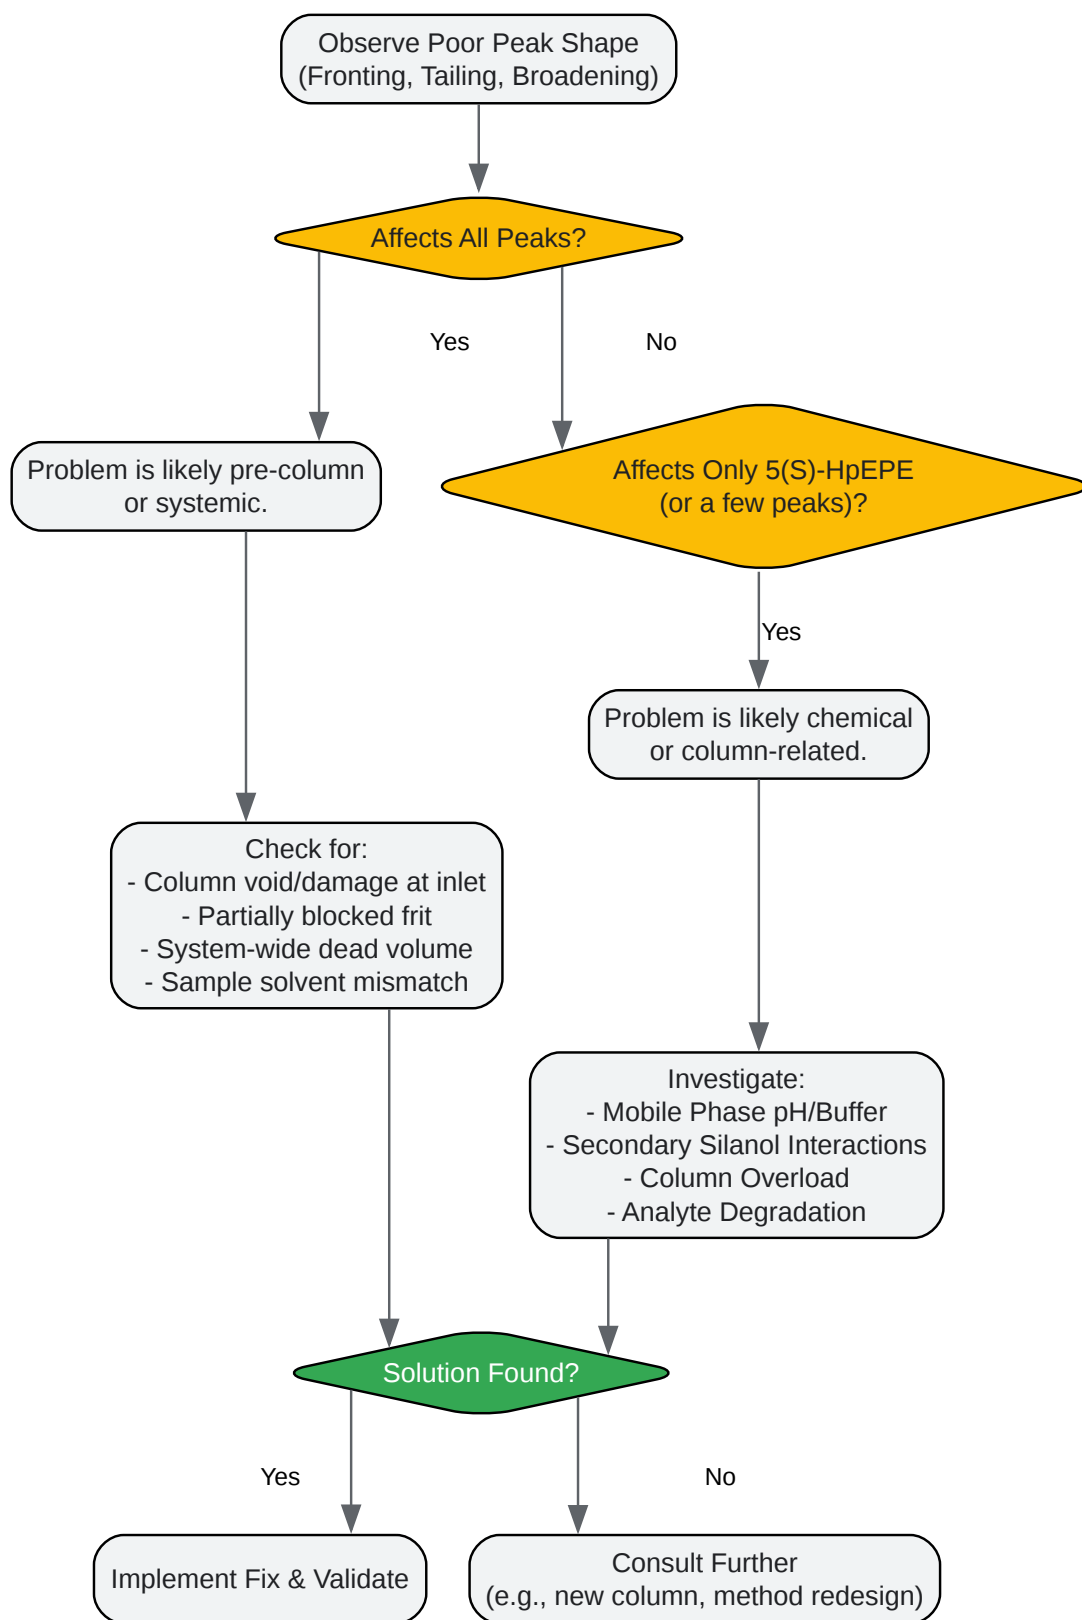 Observe Poor Peak Shape
(Fronting, Tailing, Broadening)
Affects All Peaks?
Yes
No
Problem is likely pre-column
or systemic.
Affects Only 5(S)-HpEPE
(or a few peaks)?
Yes
Problem is likely chemical
or column-related.
Check for:
- Column void/damage at inlet
- Partially blocked frit
- System-wide dead volume
- Sample solvent mismatch
Investigate:
- Mobile Phase pH/Buffer
- Secondary Silanol Interactions
- Column Overload
- Analyte Degradation
Solution Found?
Yes
No
Implement Fix & Validate
Consult Further
(e.g., new column, method redesign)